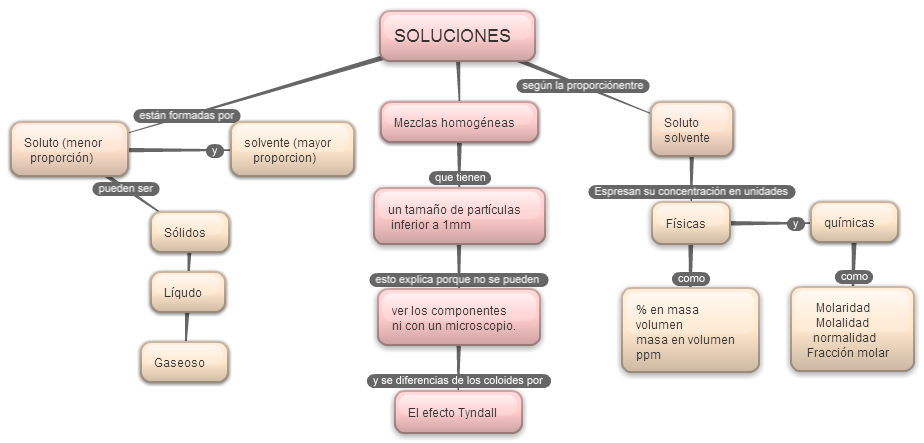 SOLUCIONES
están formadas por
según la proporciónentre
Soluto (menor
proporción)
y
solvente (mayor
proporcion)
Mezclas homogéneas
Soluto
solvente
pueden ser
que tienen
Espresan su concentración en unidades
Sólidos
un tamaño de partículas
inferior a 1mm
Físicas
y
químicas
Líqudo
esto explica porque no se pueden
como
como
ver los componentes
ni con un microscopio.
% en masa
volumen
masa en volumen
ppm
Molaridad
Molalidad
normalidad
Fracción molar
Gaseoso
y se diferencias de los coloides por
El efecto Tyndall